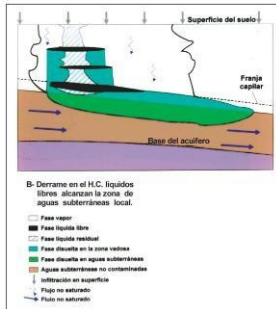 Superficie del suelo
Franja
capilar
Base del acuífero
B- Derrame en el H.C. líquidos
libres alcanzan la zona de
aguas subterráneas local.
Fase vapor
Fase líquida libre
Fase líquida residual
Fase disuelta en la zona vadosa
Fase disuelta en aguas subterráneas
Aguas subterráneas no contaminadas
Infiltración en superficie
Flujo no saturado
Flujo no saturado